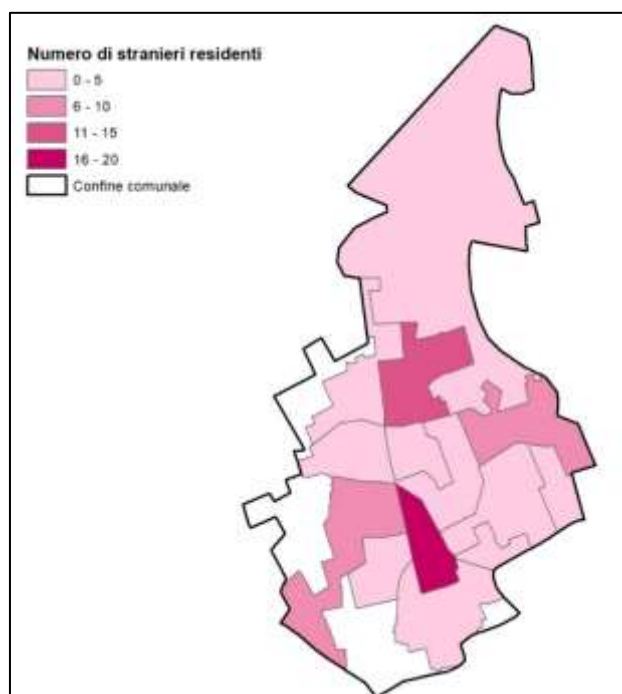 Numero di stranieri residenti
0 - 5
6 - 10
11 - 15
16 - 20
Confine comunale